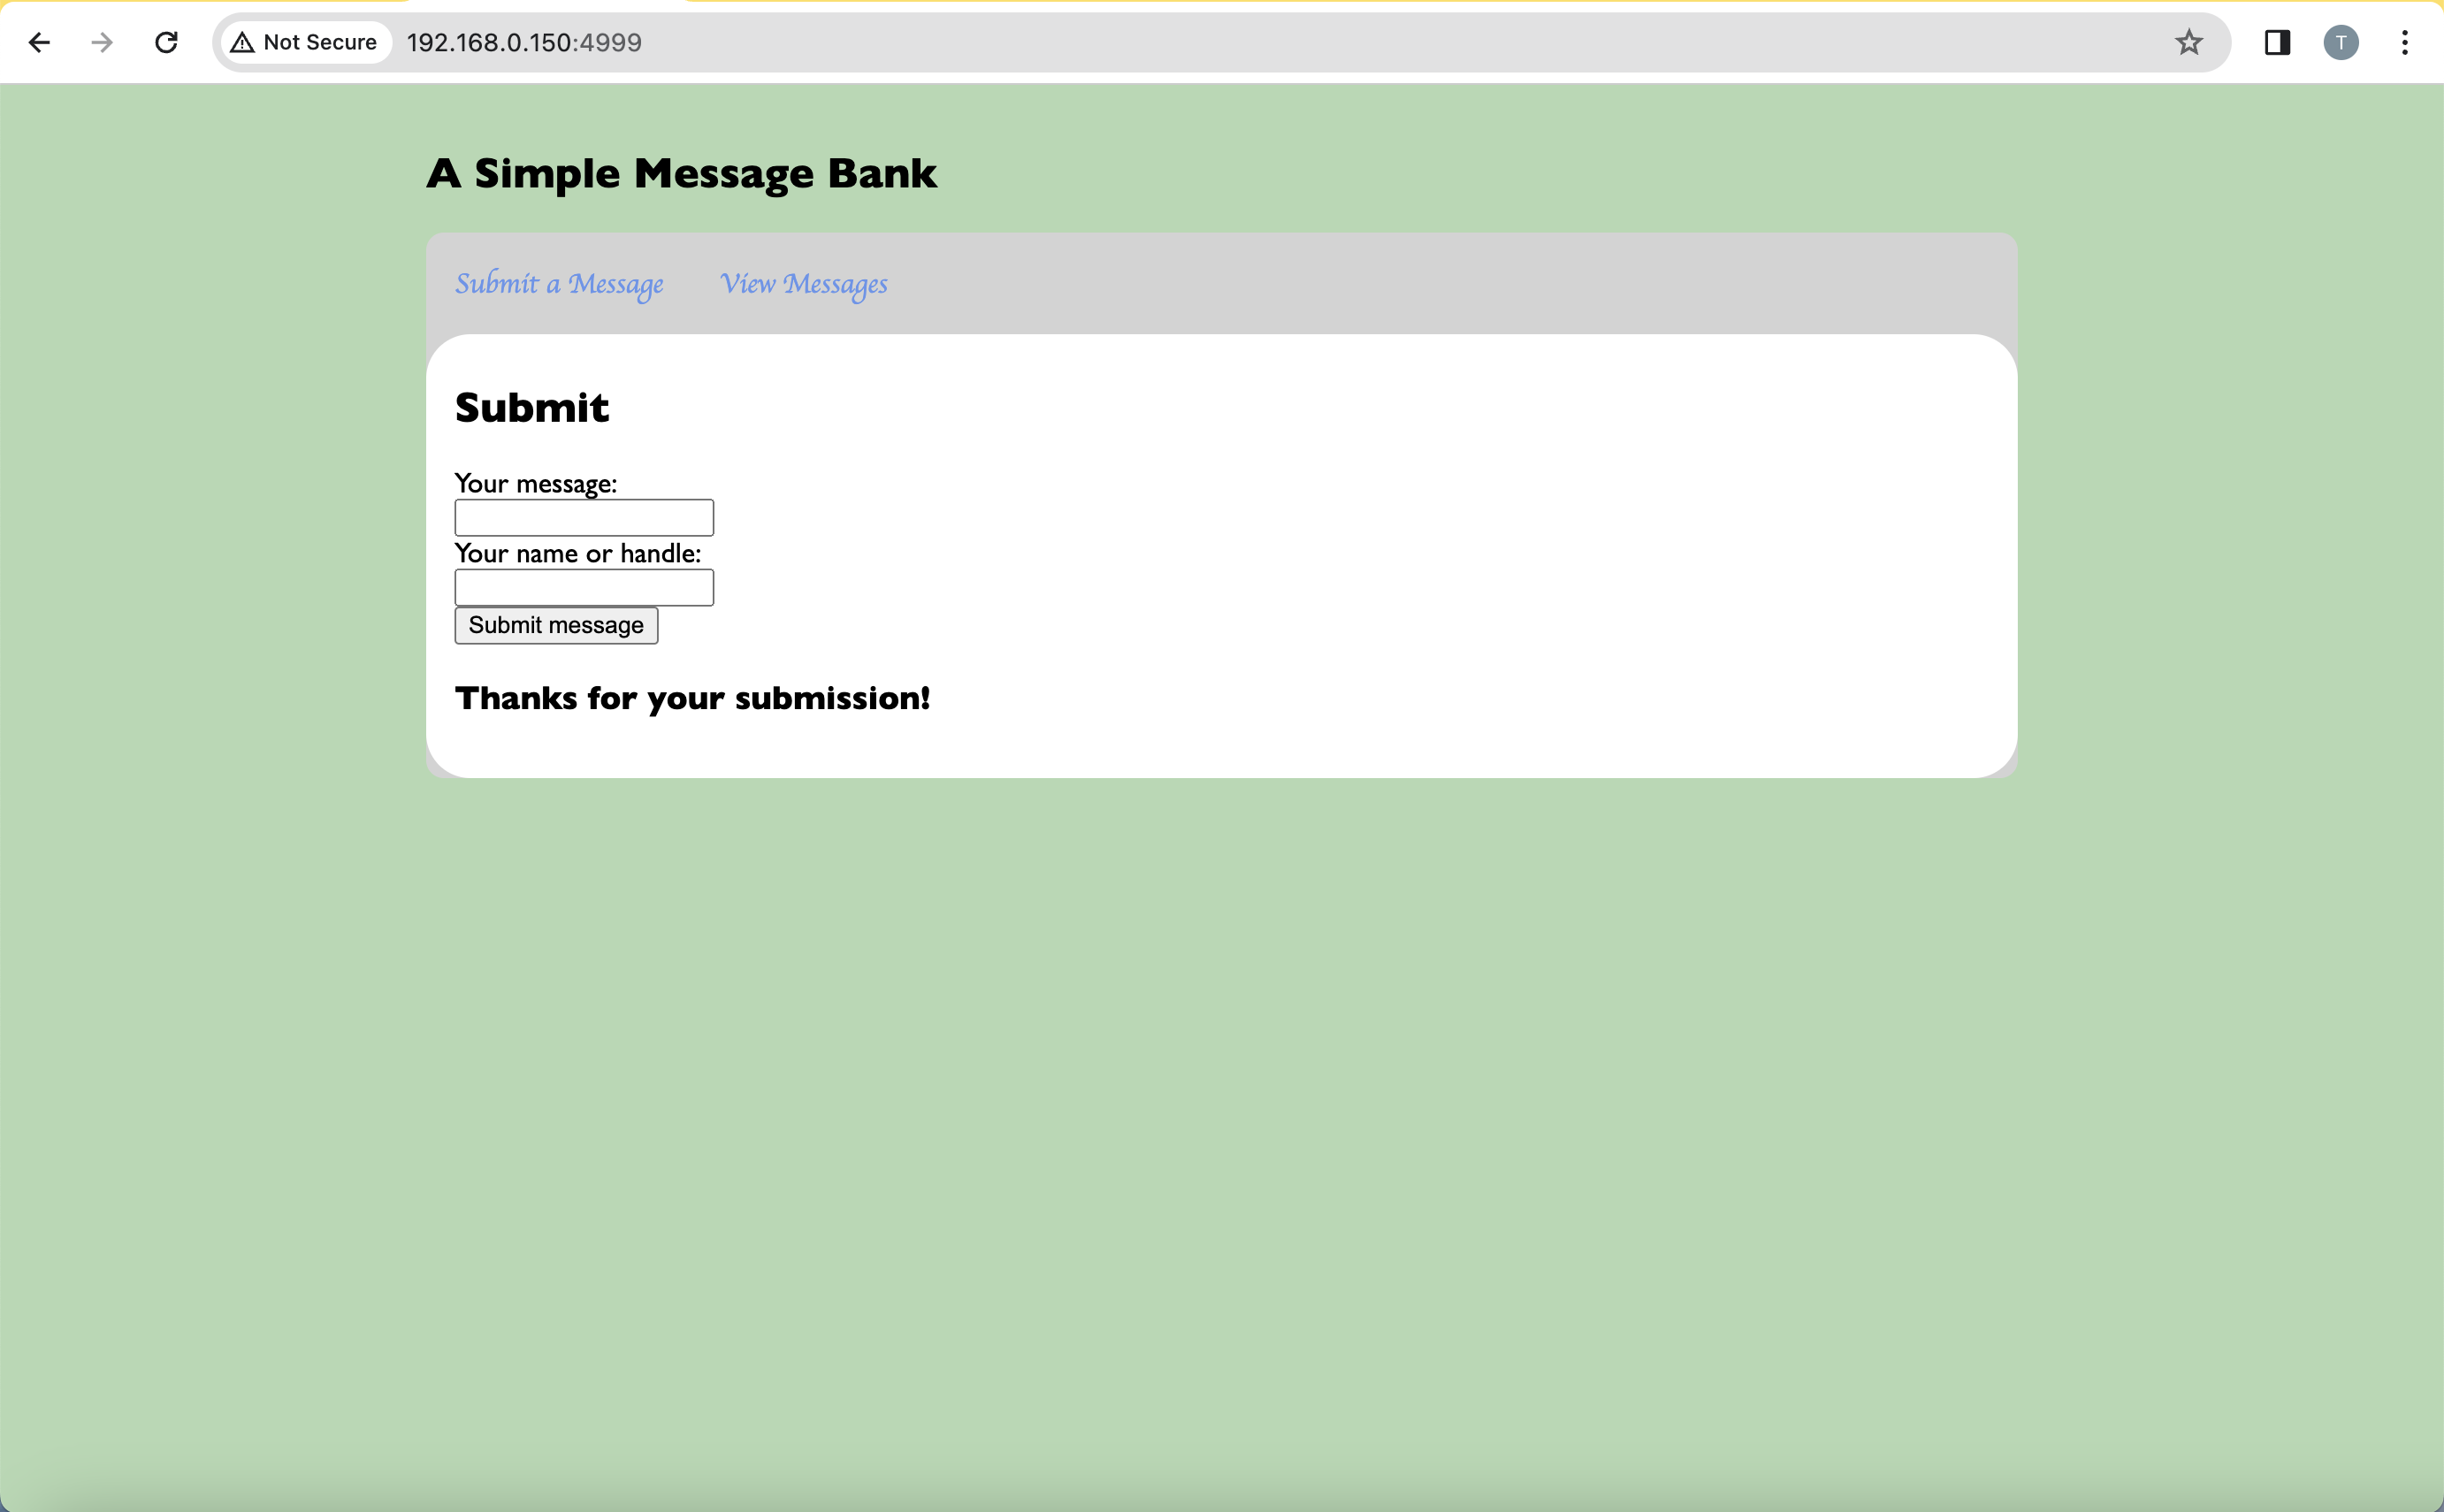 Not Secure 192.168.0.150:4999 T
A Simple Message Bank
Submit a Message View Messages
Submit
Your message:
Your name or handle:
Submit message
Thanks for your submission!